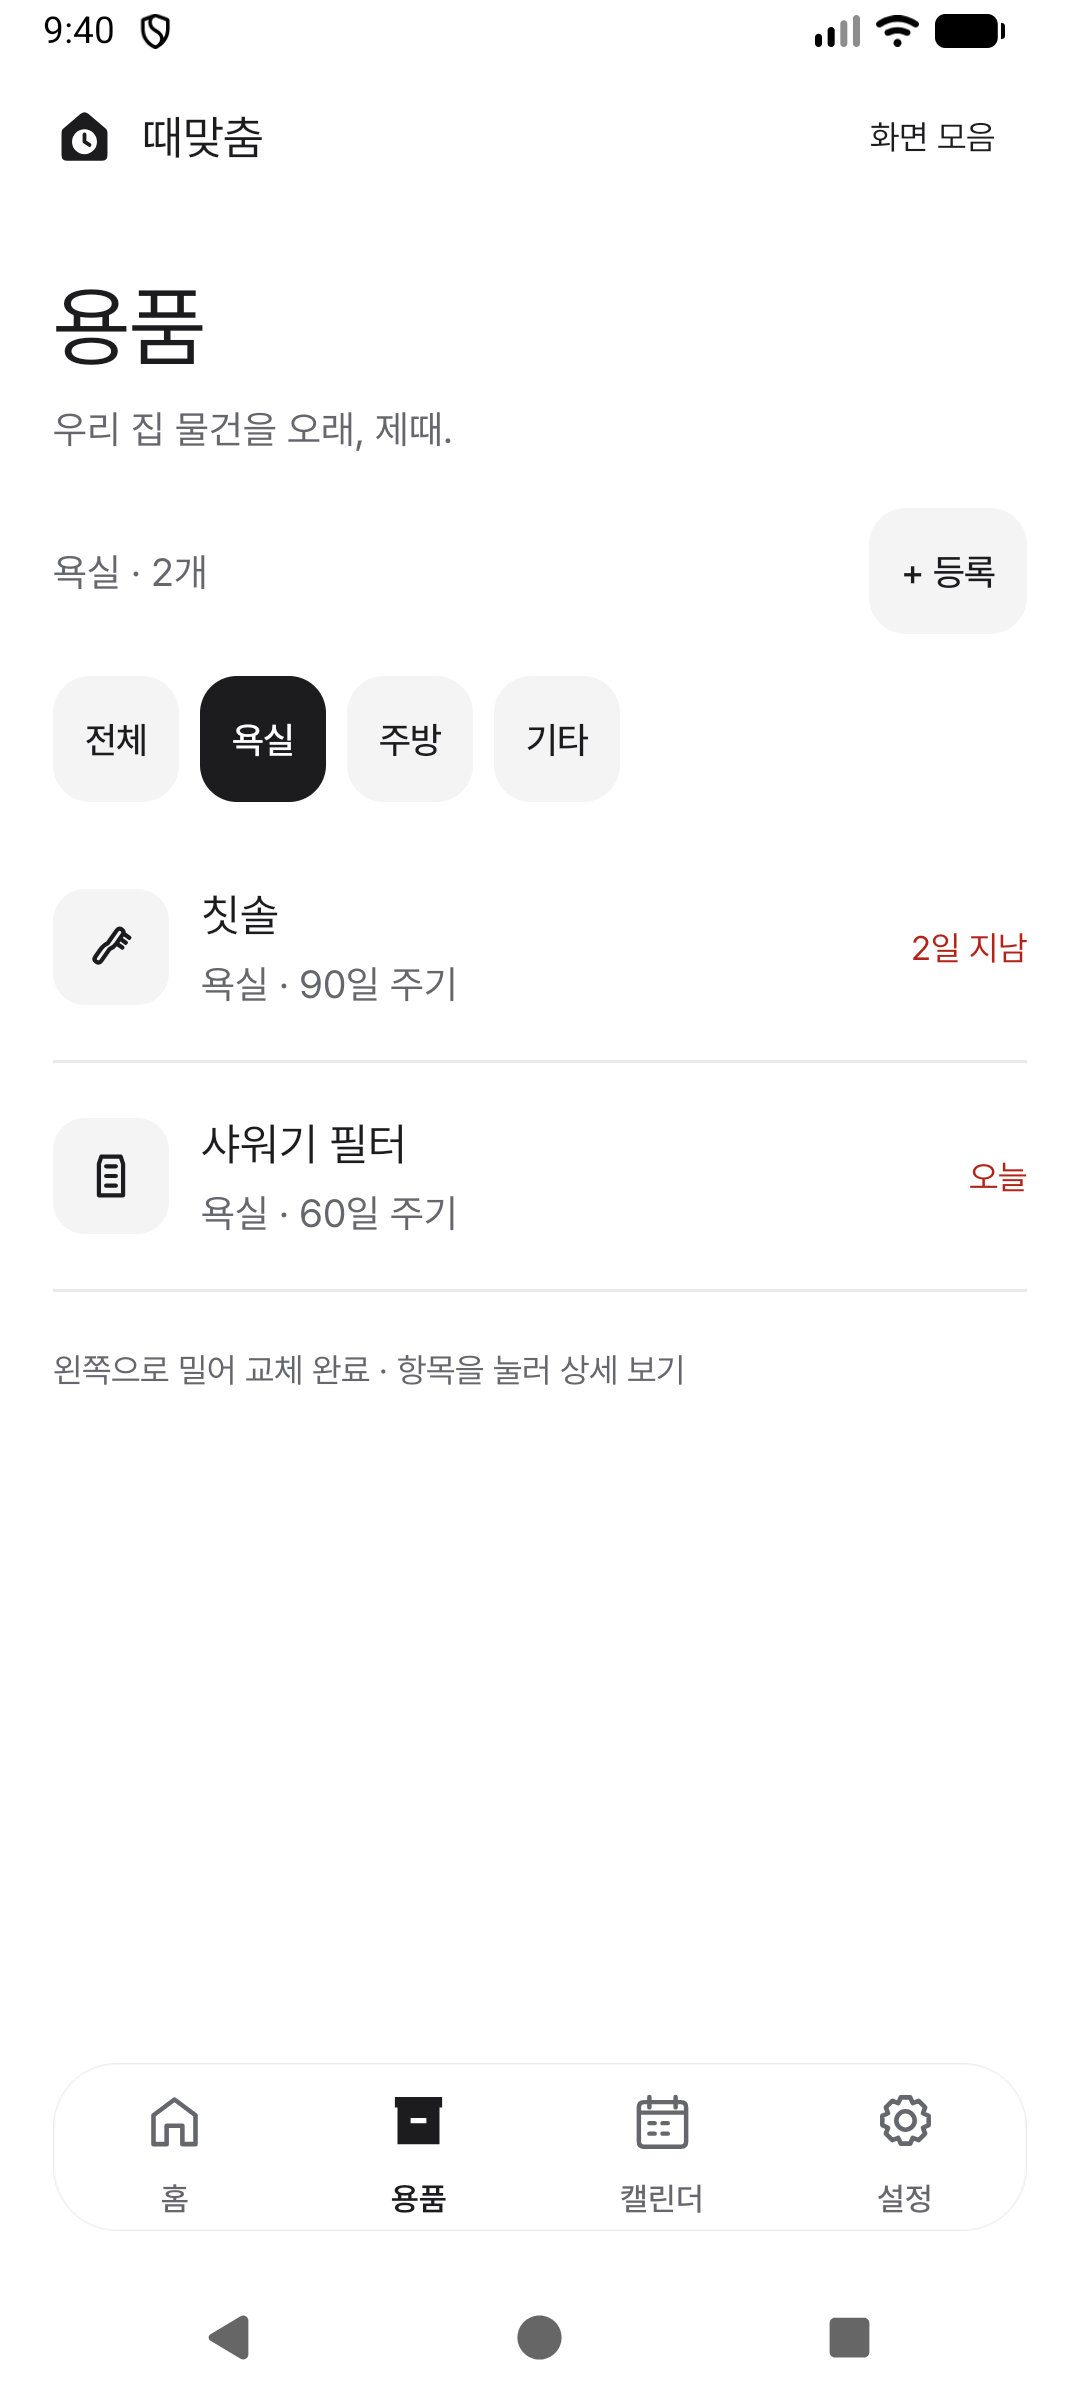 9:40
때맞춤
화면 모음
용품
우리 집 물건을 오래, 제때.
욕실 · 2개
+ 등록
전체
욕실
주방
기타
칫솔
욕실 · 90일 주기
2일 지남
샤워기 필터
욕실 · 60일 주기
오늘
왼쪽으로 밀어 교체 완료 · 항목을 눌러 상세 보기
홈
용품
캘린더
설정